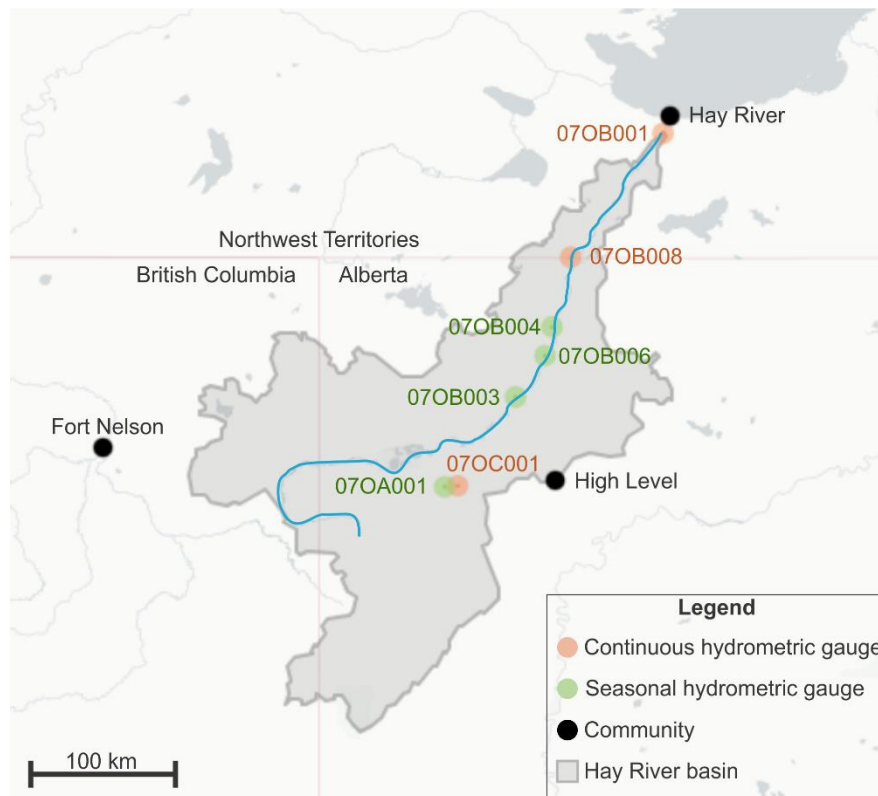 Hay River
07OB001
Northwest Territories
07OB008
British Columbia
Alberta
07OB004
07OB006
07OB003
Fort Nelson
07OC001
07OA001
High Level
Legend
Continuous hydrometric gauge
Seasonal hydrometric gauge
Community
Hay River basin
100 km